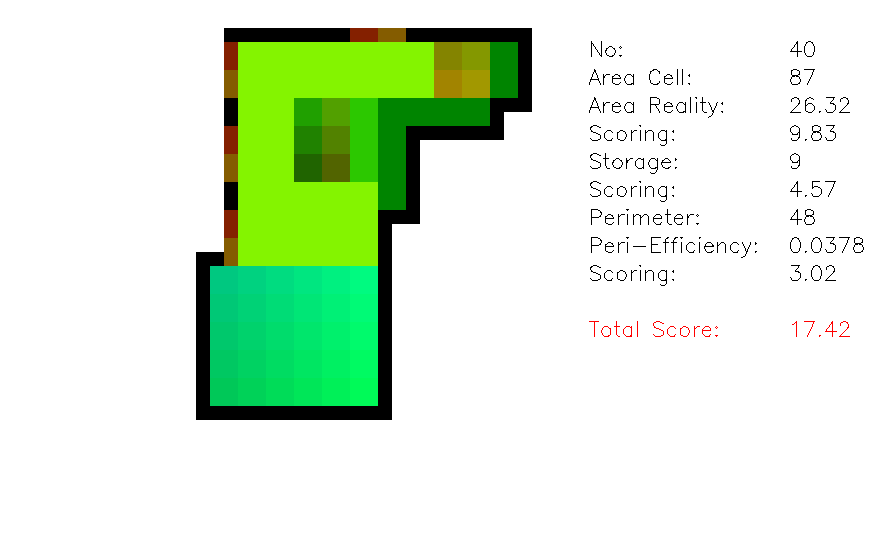 No: 40
Area Cell: 87
Area Reality: 26.32
Scoring: 9.83
Storage: 9
Scoring: 4.57
Perimeter: 48
Peri-Efficiency: 0.0378
Scoring: 3.02
Total Score: 17.42